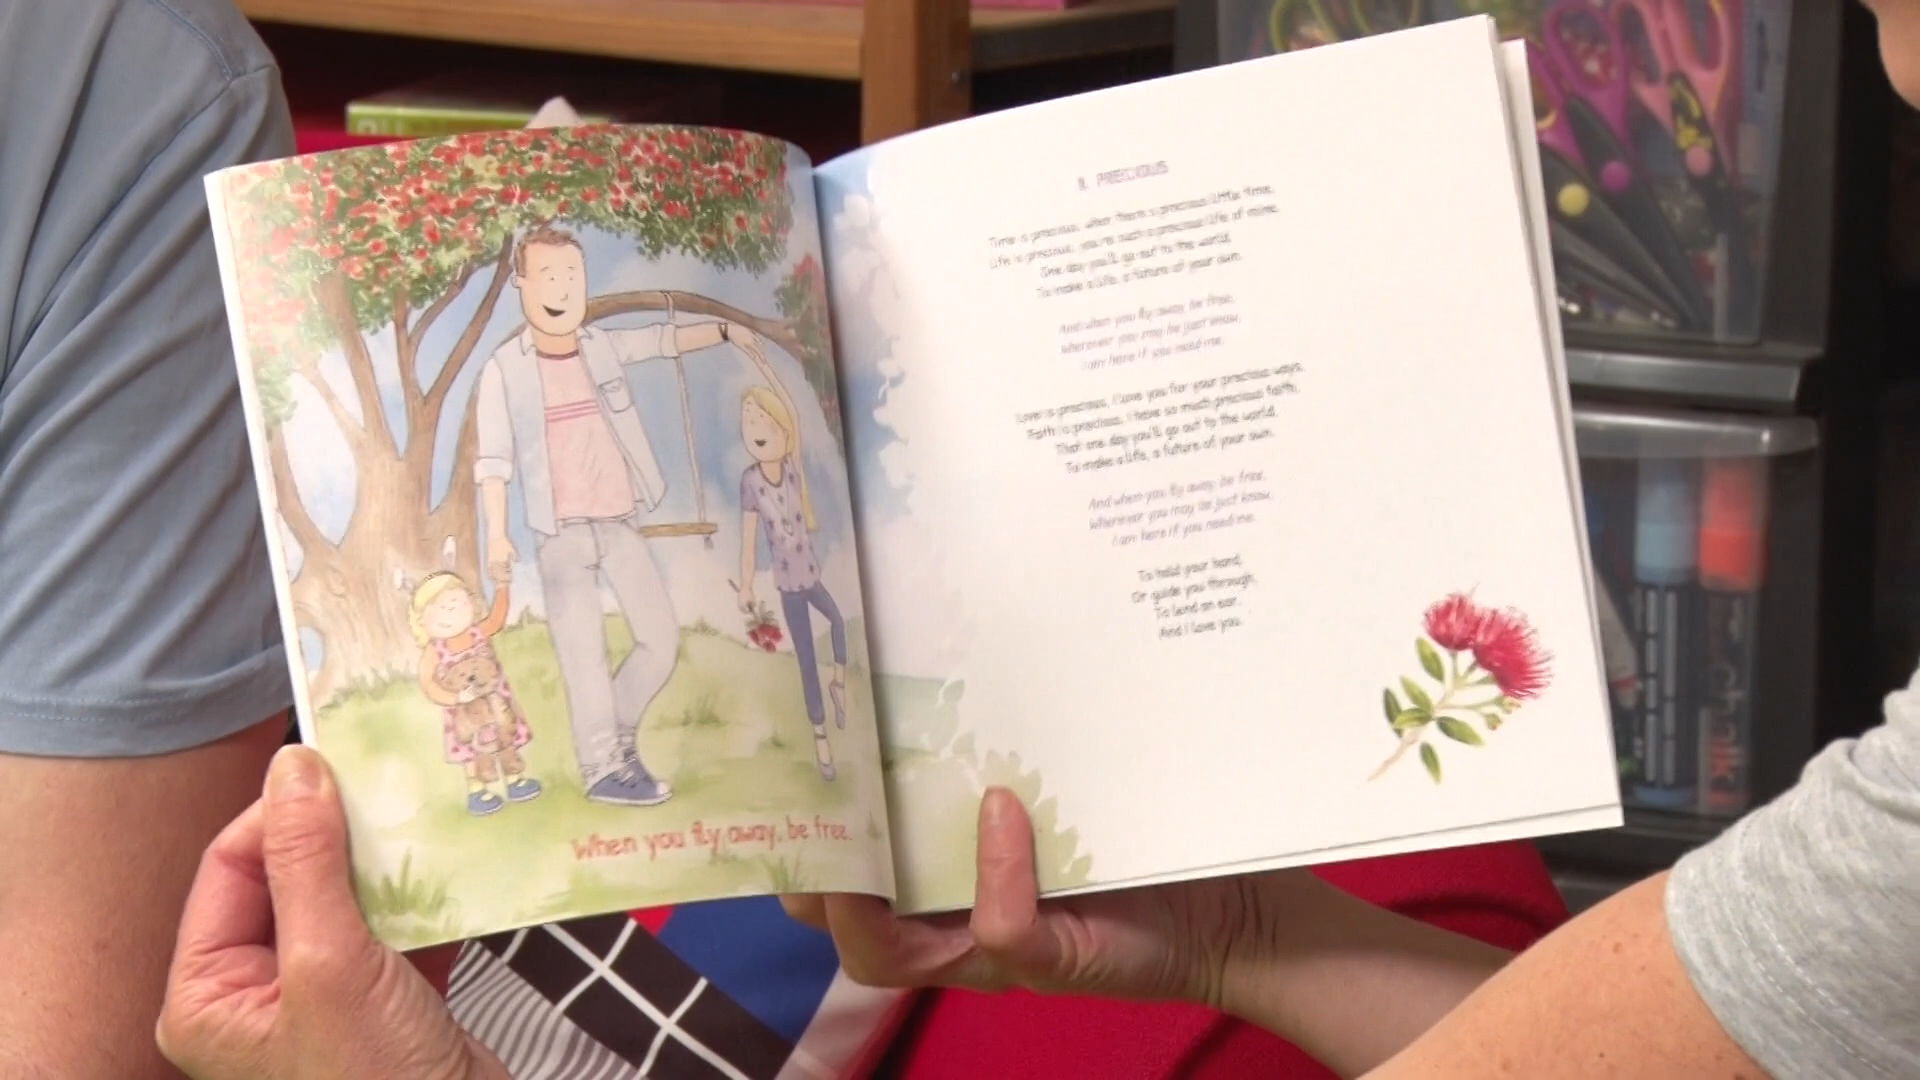 When you fly away, be free.
8. PRECIOUS
Time is precious, when there's precious little time,
Life is precious, you're such a precious life of mine.
One day you'll go out to the world,
To make a life, a future of your own.
And when you fly away, be free,
Wherever you may be just know,
I am here if you need me.
Love is precious, I love you for your precious ways,
Faith is precious, I have so much precious faith,
That one day you'll go out to the world,
To make a life, a future of your own.
And when you fly away, be free,
Wherever you may be just know,
I am here if you need me.
To hold your hand,
Or guide you through,
To lend an ear,
And I love you.
chalk